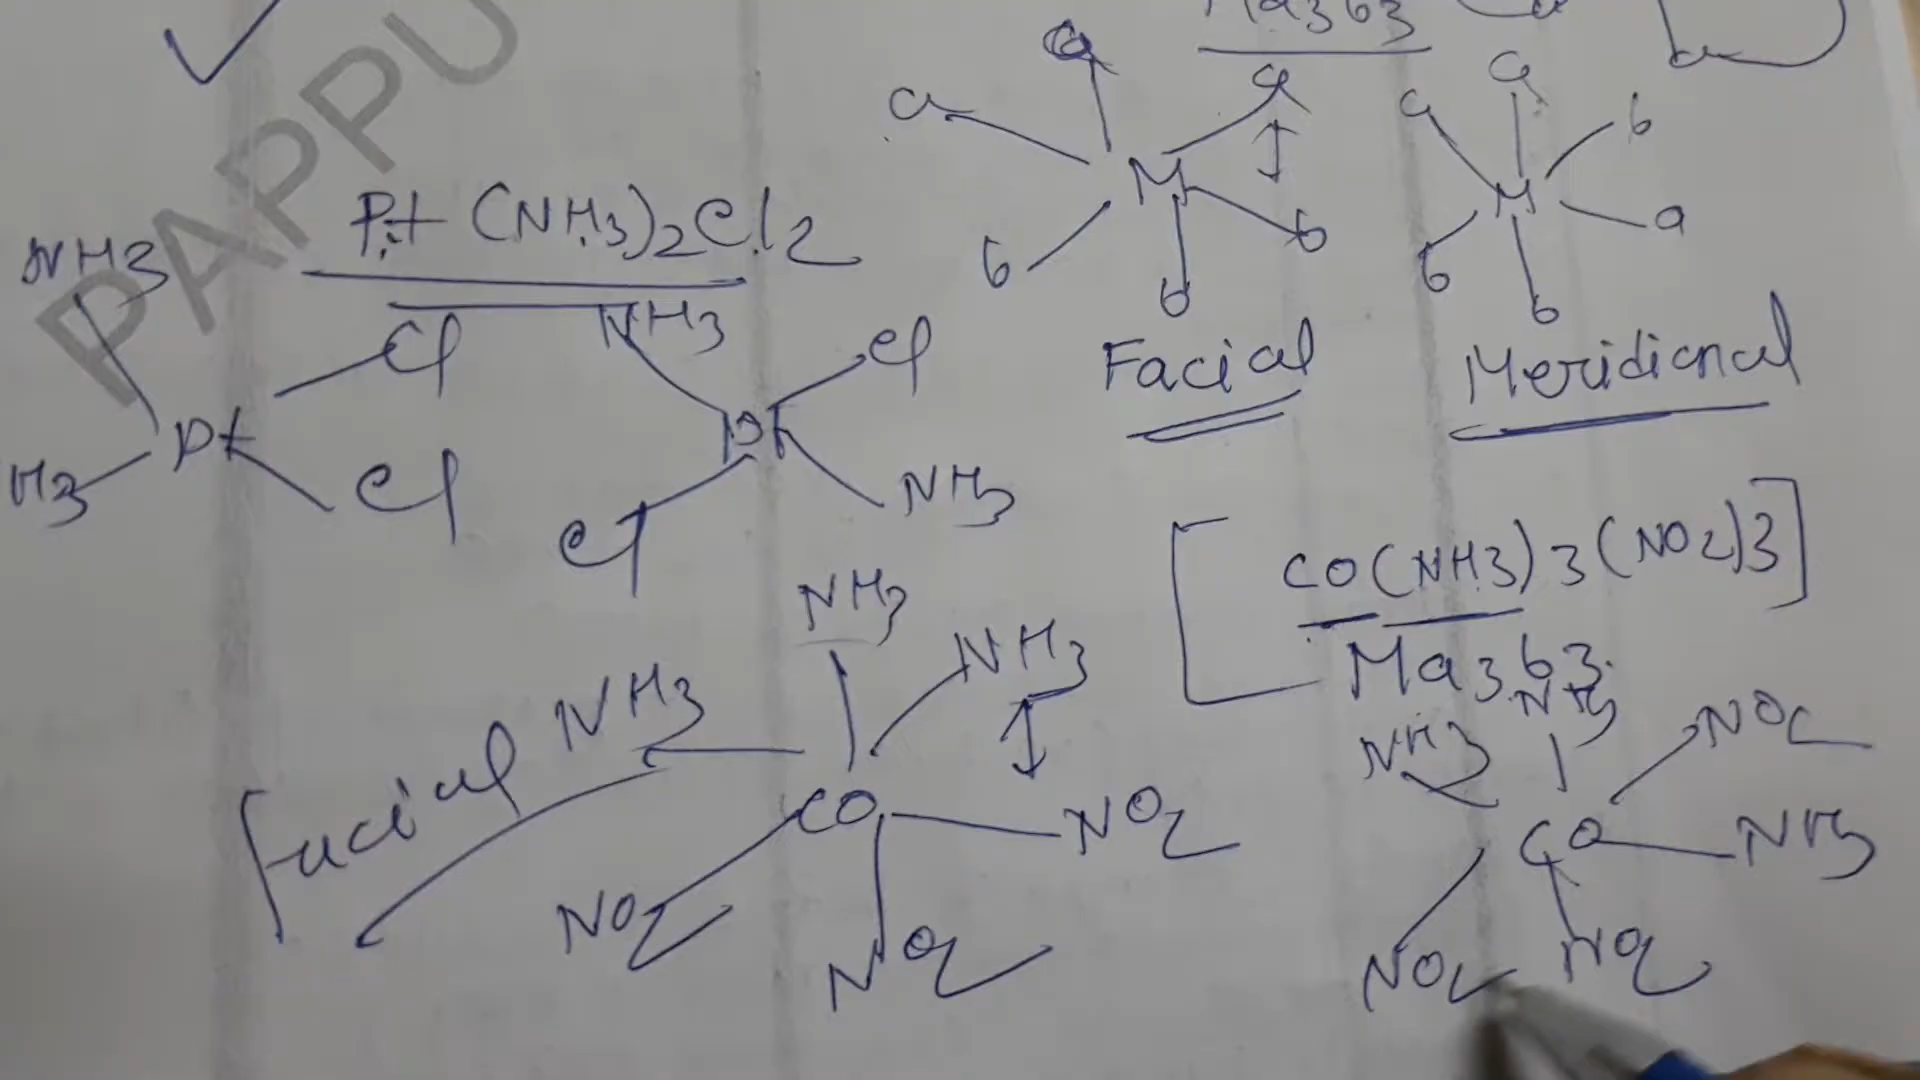 Ma3b3
a
a
a
a
M
b
b
b
Facial
a
a
b
M
a
b
b
Meridional
PAPPU
Pt (NH3)2Cl2
NH3
Cl
Pt
H3
Cl
NH3
Cl
Pt
NH3
Cl
[CO(NH3)3(NO2)3]
Ma3b3
NH3
NH3
NH3
CO
NO2
NO2
NO2
Facial
NH3
NH3
NO2
CO
NH3
NO2
NO2